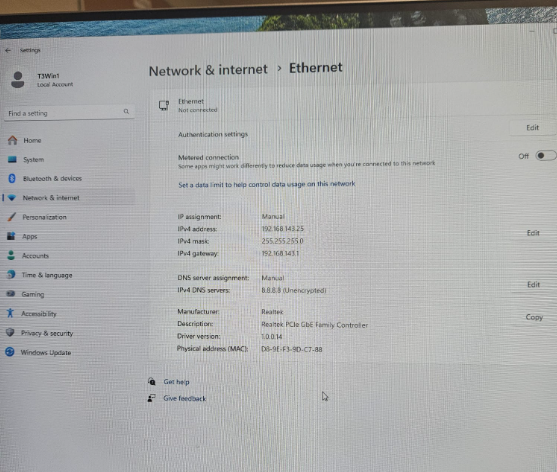 Settings
Network & internet › Ethernet
T3Win1
Local Account
Find a setting
Home
System
Bluetooth & devices
Network & internet
Personalization
Apps
Accounts
Time & language
Gaming
Accessibility
Privacy & security
Windows Update
Ethernet
Not connected
Authentication settings
Edit
Metered connection
Some apps might work differently to reduce data usage when you're connected to this network
Off
Set a data limit to help control data usage on this network
IP assignment: Manual
IPv4 address: 192.168.143.25
IPv4 mask: 255.255.255.0
Edit
IPv4 gateway: 192.168.143.1
DNS server assignment: Manual
Edit
IPv4 DNS servers: 8.8.8.8 (Unencrypted)
Manufacturer: Realtek
Copy
Description: Realtek PCIe GbE Family Controller
Driver version: 1.0.0.14
Physical address (MAC): D8-9E-F3-9D-C7-88
Get help
Give feedback